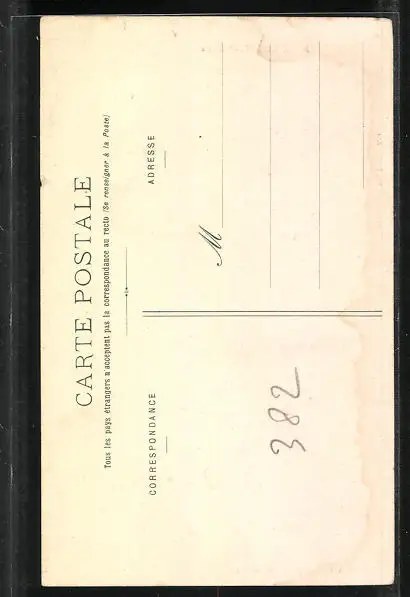 CARTE POSTALE
Tous les pays étrangers n'acceptent pas la correspondance au recto (Se renseigner à la Poste)
CORRESPONDANCE
ADRESSE
M
382